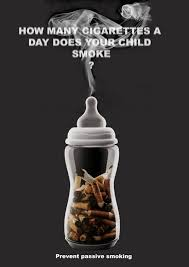 HOW MANY CIGARETTES A
DAY DOES YOUR CHILD
SMOKE
?
Prevent passive smoking